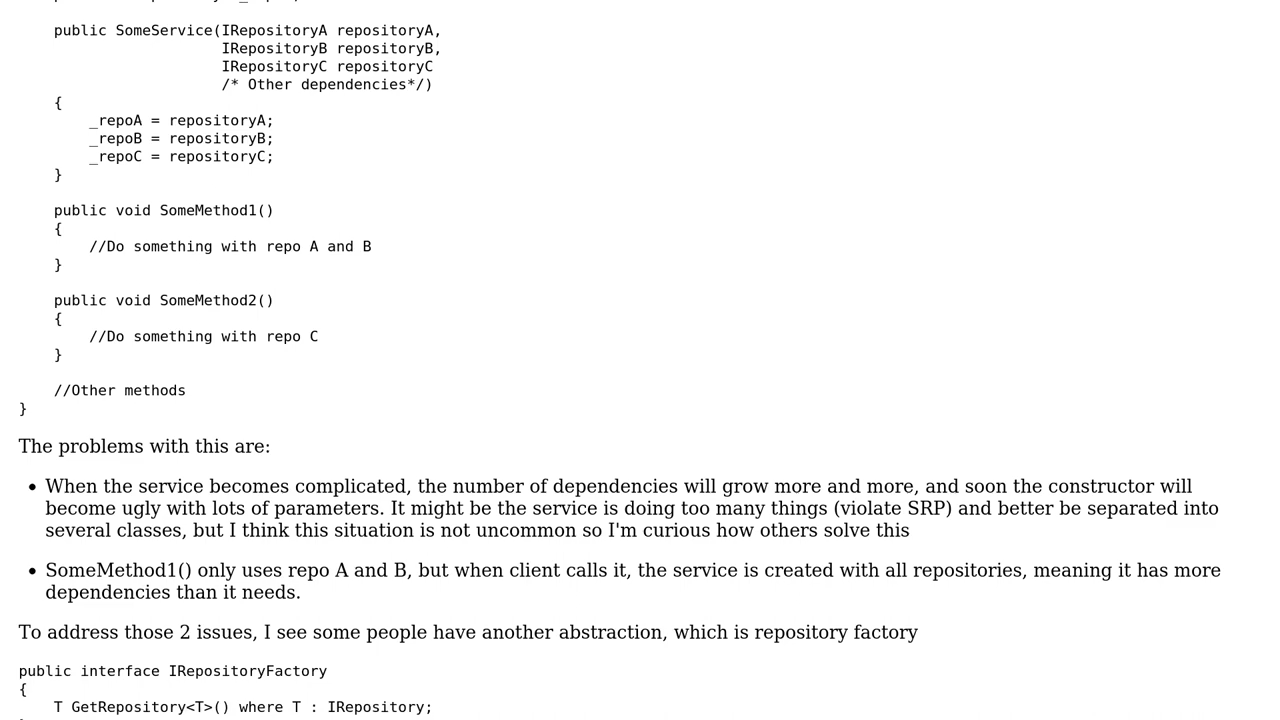 public SomeService(IRepositoryA repositoryA,
IRepositoryB repositoryB,
IRepositoryC repositoryC
/* Other dependencies*/)
{
_repoA = repositoryA;
_repoB = repositoryB;
_repoC = repositoryC;
}
public void SomeMethod1()
{
//Do something with repo A and B
}
public void SomeMethod2()
{
//Do something with repo C
}
//Other methods
}
The problems with this are:
• When the service becomes complicated, the number of dependencies will grow more and more, and soon the constructor will
become ugly with lots of parameters. It might be the service is doing too many things (violate SRP) and better be separated into
several classes, but I think this situation is not uncommon so I'm curious how others solve this
• SomeMethod1() only uses repo A and B, but when client calls it, the service is created with all repositories, meaning it has more
dependencies than it needs.
To address those 2 issues, I see some people have another abstraction, which is repository factory
public interface IRepositoryFactory
{
T GetRepository<T>() where T : IRepository;